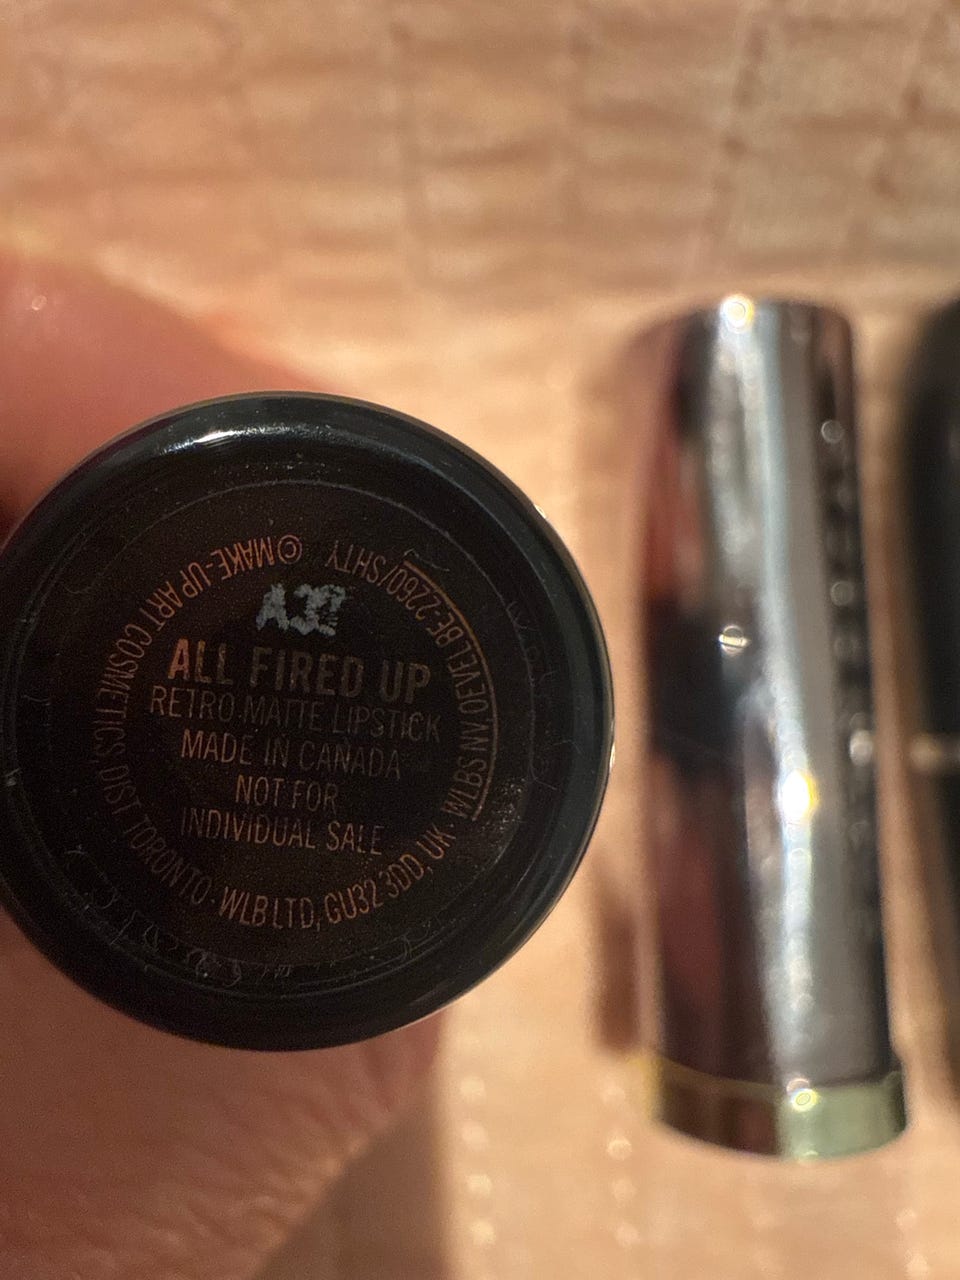 ALL FIRED UP
RETRO MATTE LIPSTICK
MADE IN CANADA
NOT FOR
INDIVIDUAL SALE
© MAKE-UP ART COSMETICS, DIST TORONTO · WLB LTD, GU32 3DD, UK · WLBS NV OEVEL BE-2260/SHTY